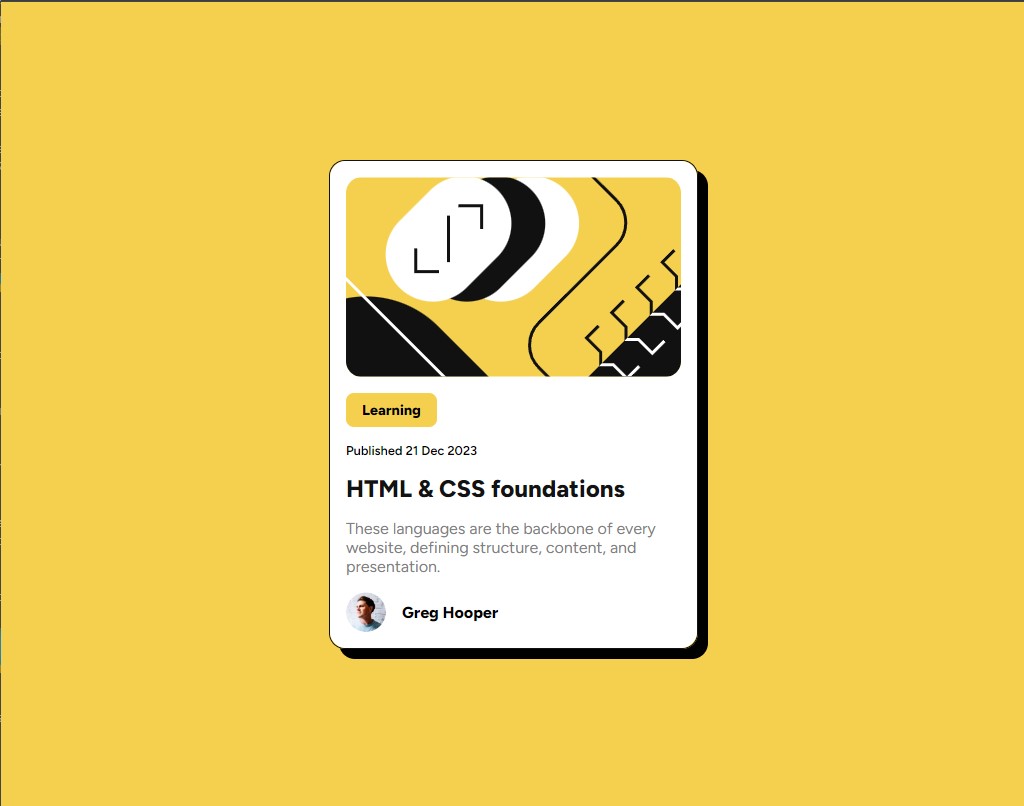 Learning
Published 21 Dec 2023
HTML & CSS foundations
These languages are the backbone of every
website, defining structure, content, and
presentation.
Greg Hooper